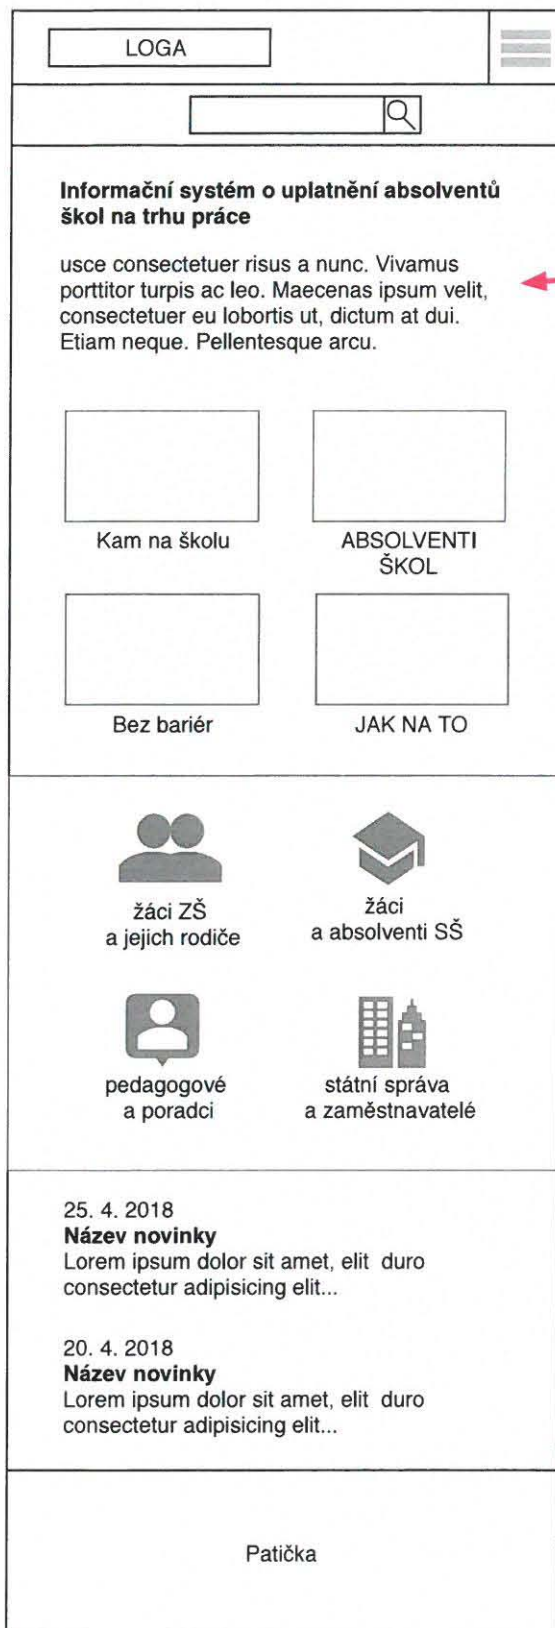 LOGA
Informační systém o uplatnění absolventů
škol na trhu práce
usce consectetuer risus a nunc. Vivamus
porttitor turpis ac leo. Maecenas ipsum velit,
consectetuer eu lobortis ut, dictum at dui.
Etiam neque. Pellentesque arcu.
Kam na školu
ABSOLVENTI
ŠKOL
Bez bariér
JAK NA TO
žáci ZŠ
a jejich rodiče
žáci
a absolventi SŠ
pedagogové
a poradci
státní správa
a zaměstnavatelé
25. 4. 2018
Název novinky
Lorem ipsum dolor sit amet, elit duro
consectetur adipisicing elit...
20. 4. 2018
Název novinky
Lorem ipsum dolor sit amet, elit duro
consectetur adipisicing elit...
Patička